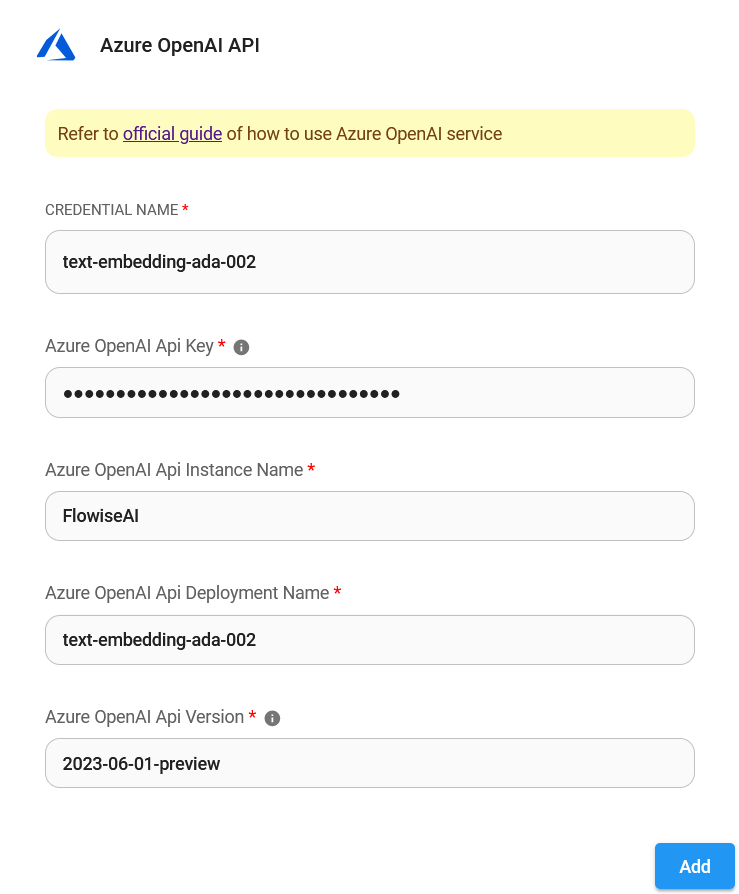 Azure OpenAI API
Refer to official guide of how to use Azure OpenAI service
CREDENTIAL NAME *
text-embedding-ada-002
Azure OpenAI Api Key *
••••••••••••••••••••••••••••••••
Azure OpenAI Api Instance Name *
FlowiseAI
Azure OpenAI Api Deployment Name *
text-embedding-ada-002
Azure OpenAI Api Version *
2023-06-01-preview
Add